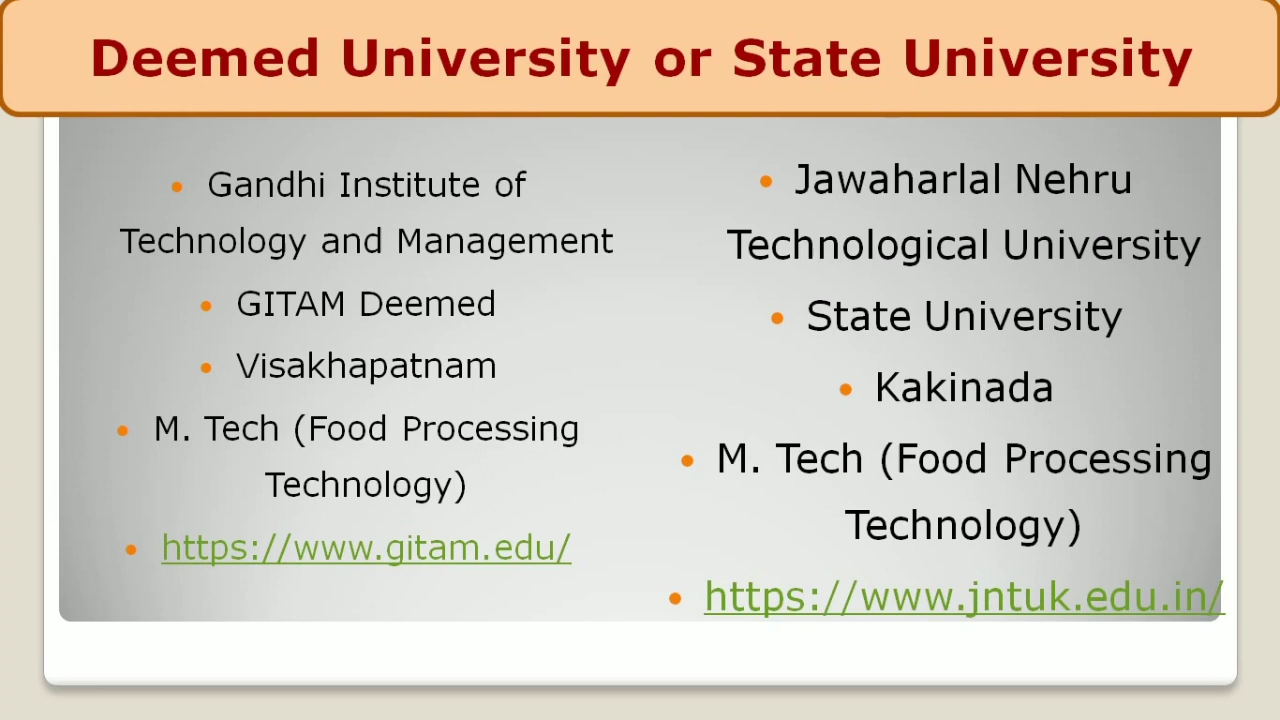 Deemed University or State University
• Gandhi Institute of
Technology and Management
• GITAM Deemed
• Visakhapatnam
• M. Tech (Food Processing
Technology)
• https://www.gitam.edu/
• Jawaharlal Nehru
Technological University
• State University
• Kakinada
• M. Tech (Food Processing
Technology)
• https://www.jntuk.edu.in/